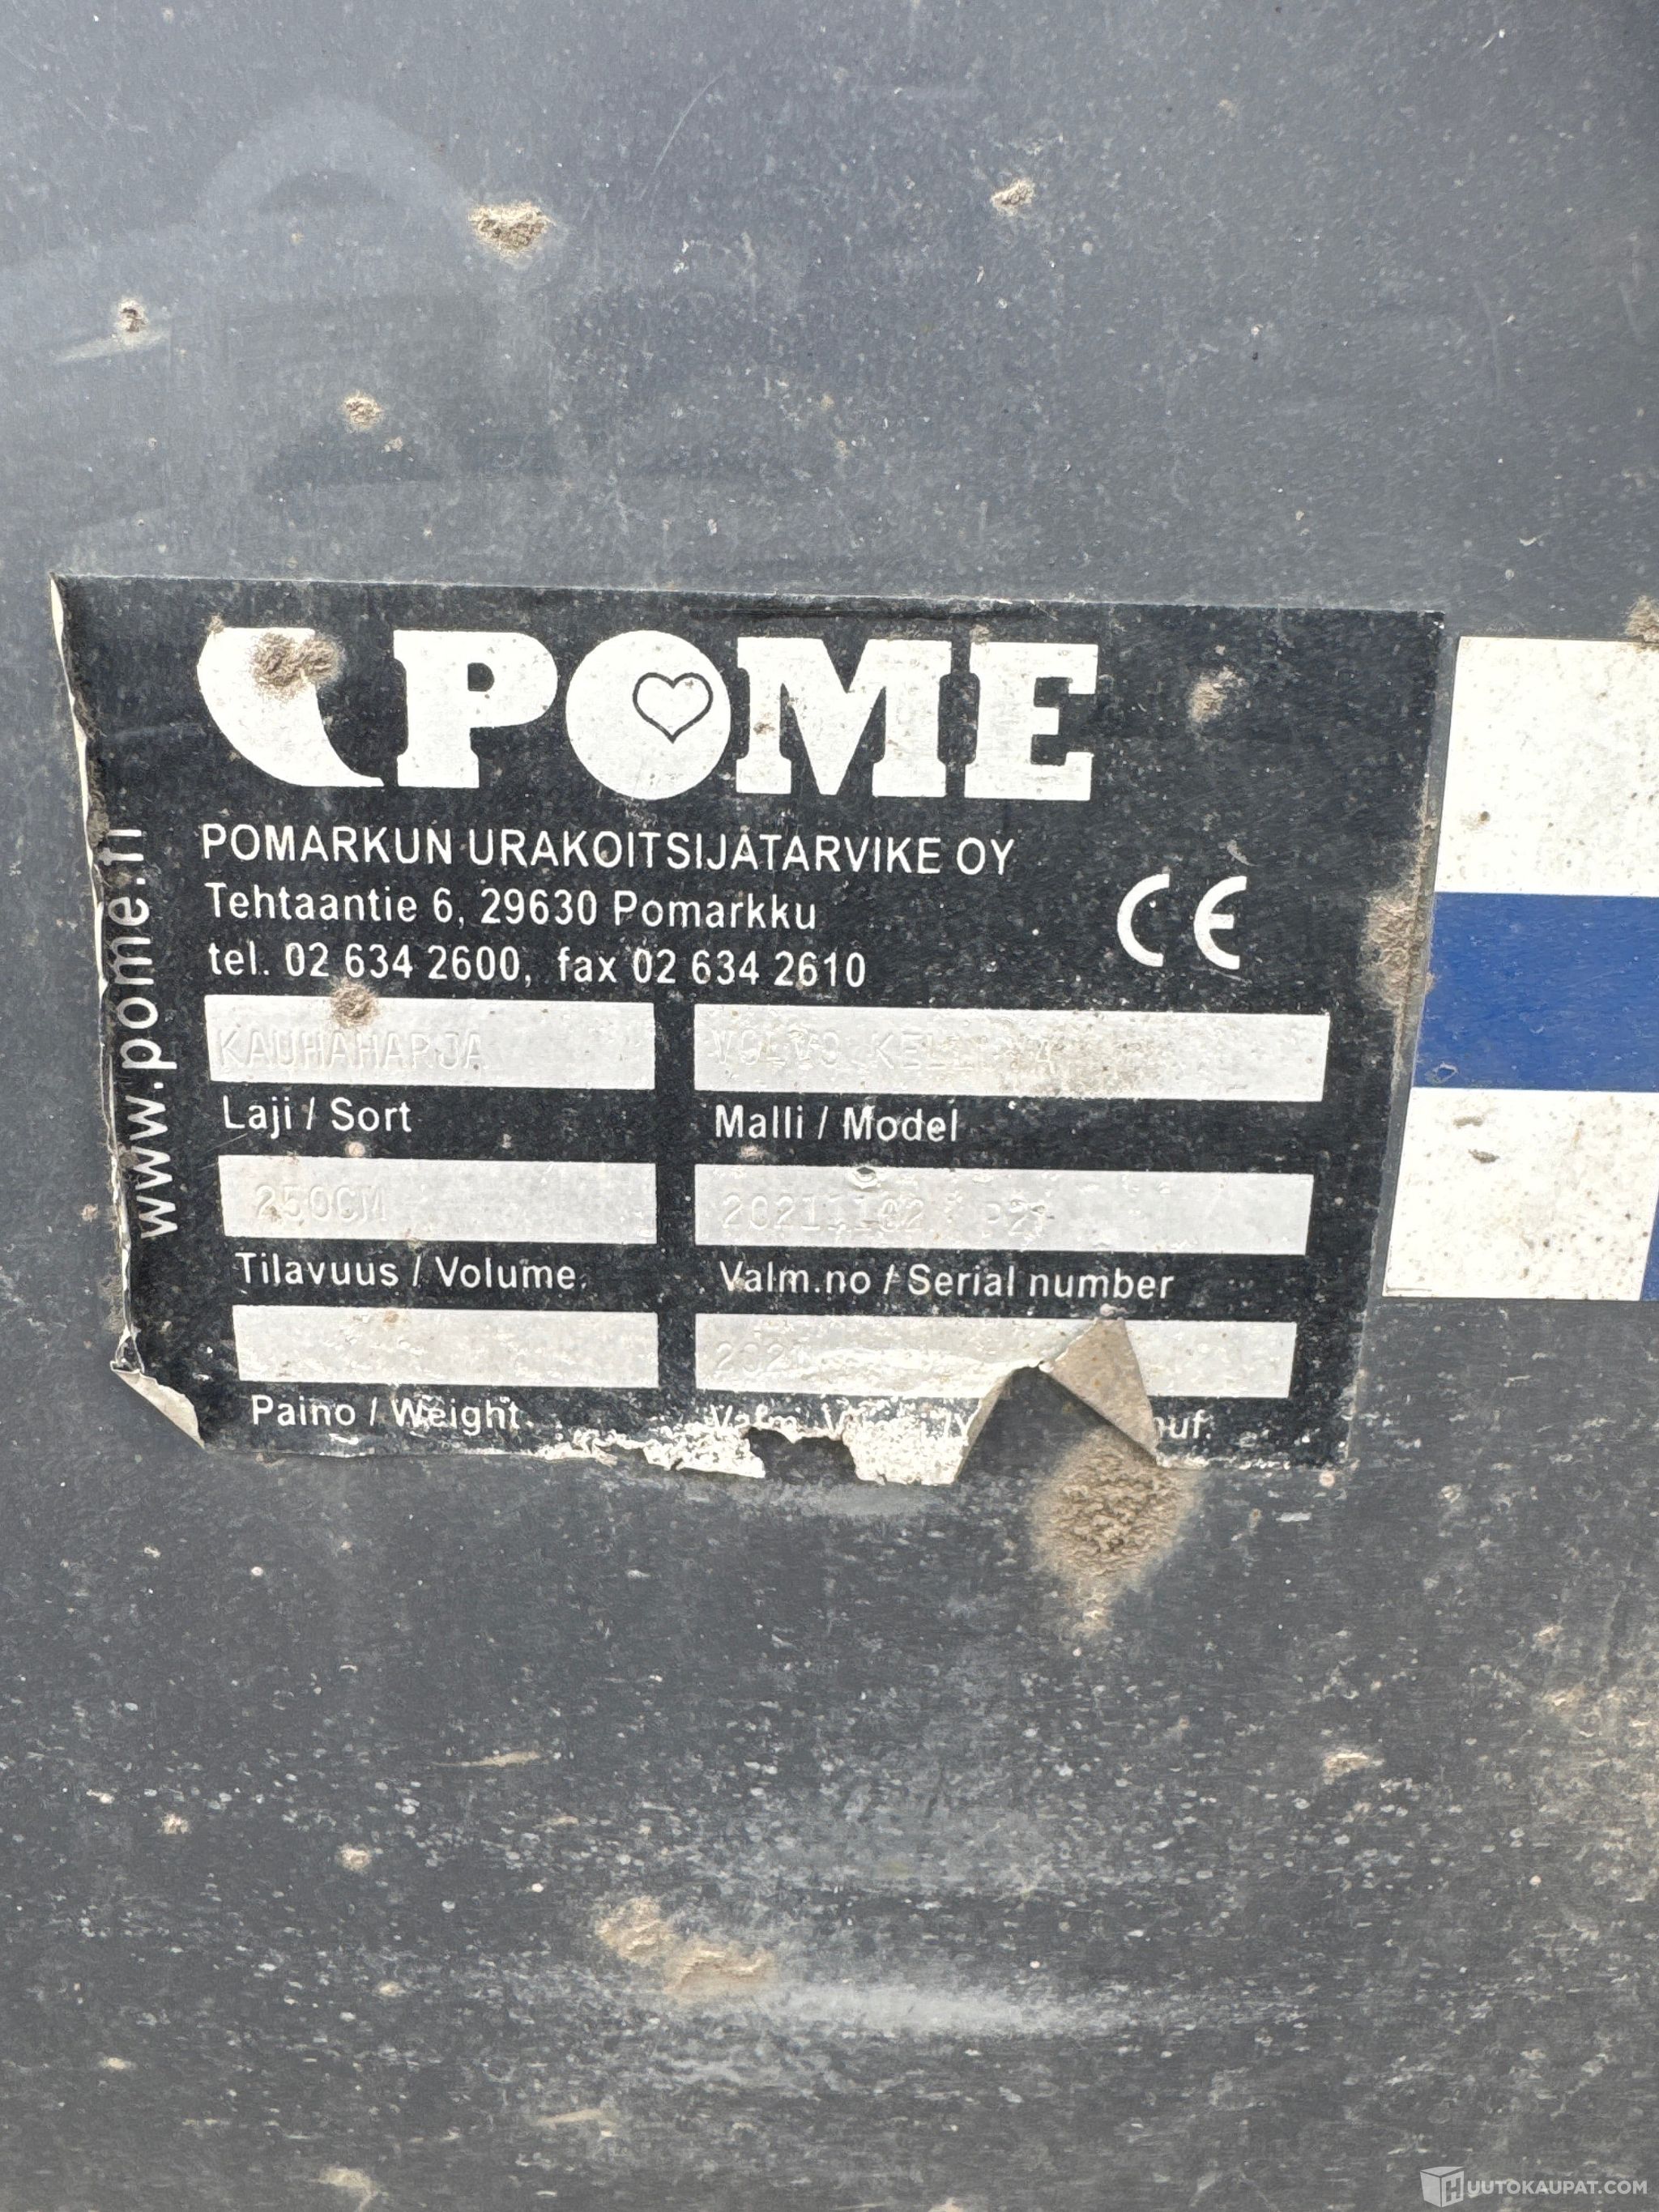 POME
POMARKUN URAKOITSIJATARVIKE OY
Tehtaantie 6, 29630 Pomarkku
tel. 02 634 2600, fax 02 634 2610
CE
www.pome.fi
KAUHAHARJA
VOLVO
Laji / Sort
Malli / Model
250CM
Tilavuus / Volume
Valm.no / Serial number
Paino / Weight
HUUTOKAUPAT.COM